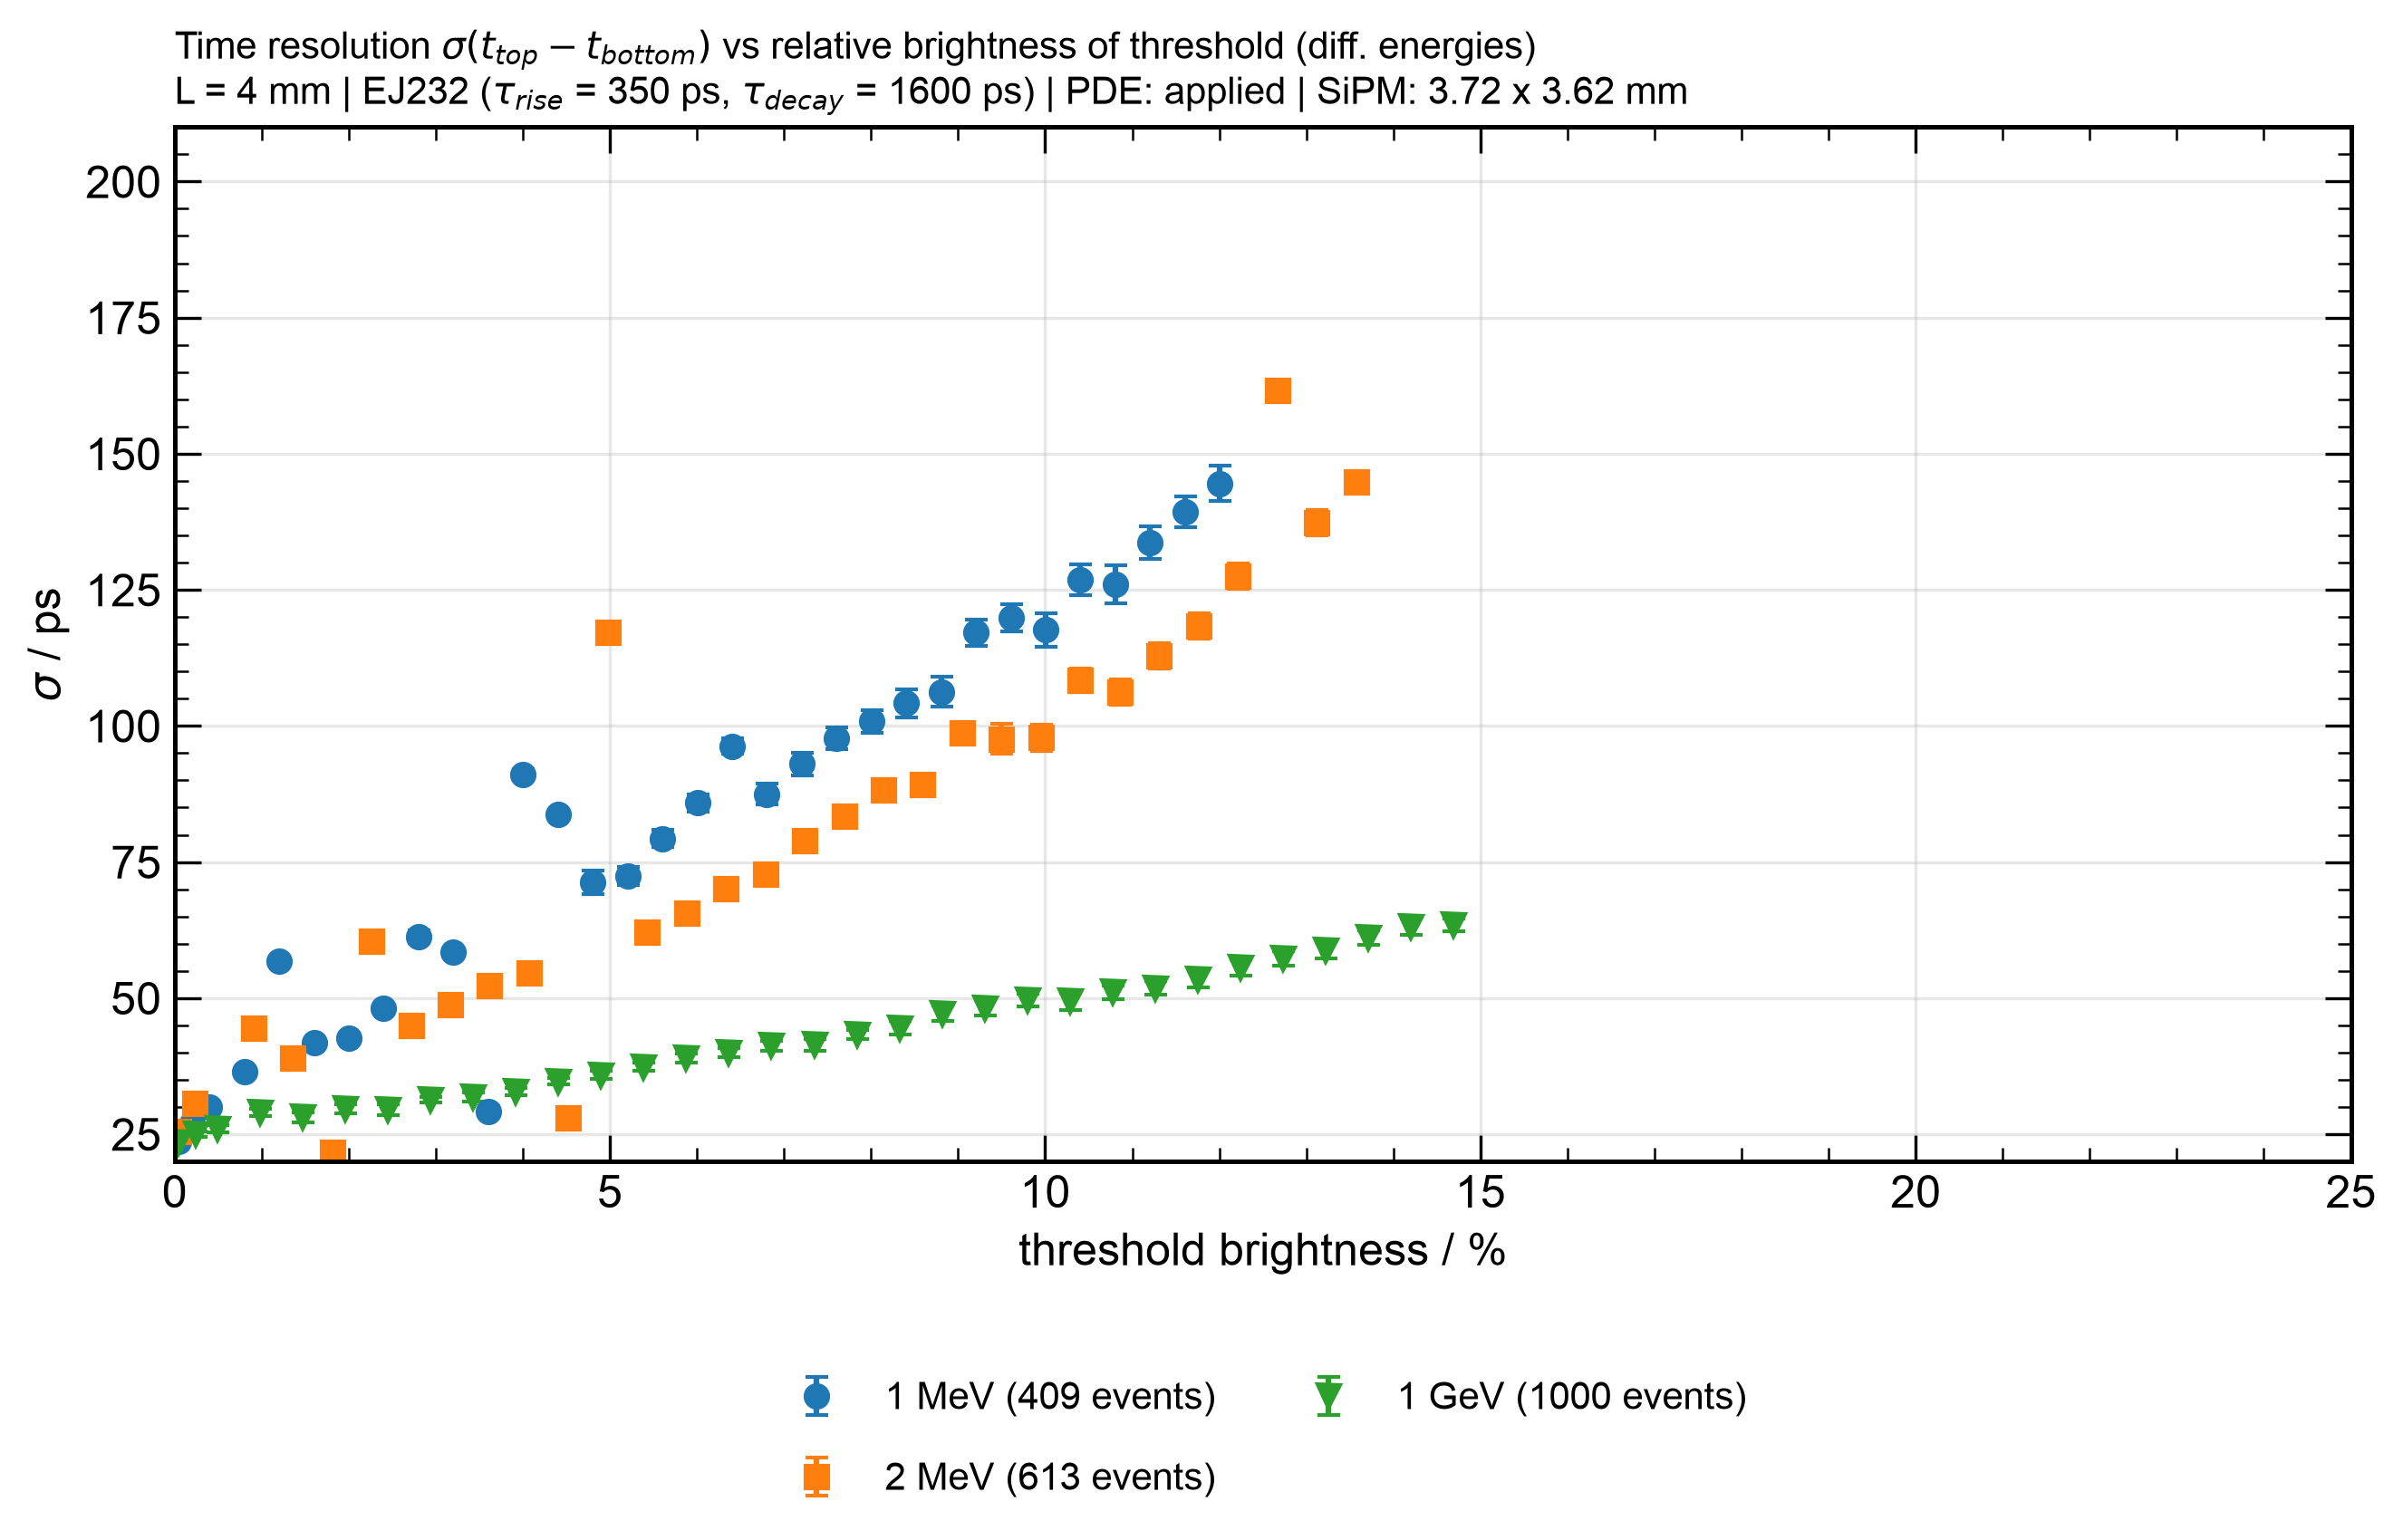 Time resolution σ(t_top − t_bottom) vs relative brightness of threshold (diff. energies)
L = 4 mm | EJ232 (τ_rise = 350 ps, τ_decay = 1600 ps) | PDE: applied | SiPM: 3.72 x 3.62 mm
200
175
150
125
100
75
50
25
σ / ps
0 5 10 15 20 25
threshold brightness / %
1 MeV (409 events)
1 GeV (1000 events)
2 MeV (613 events)